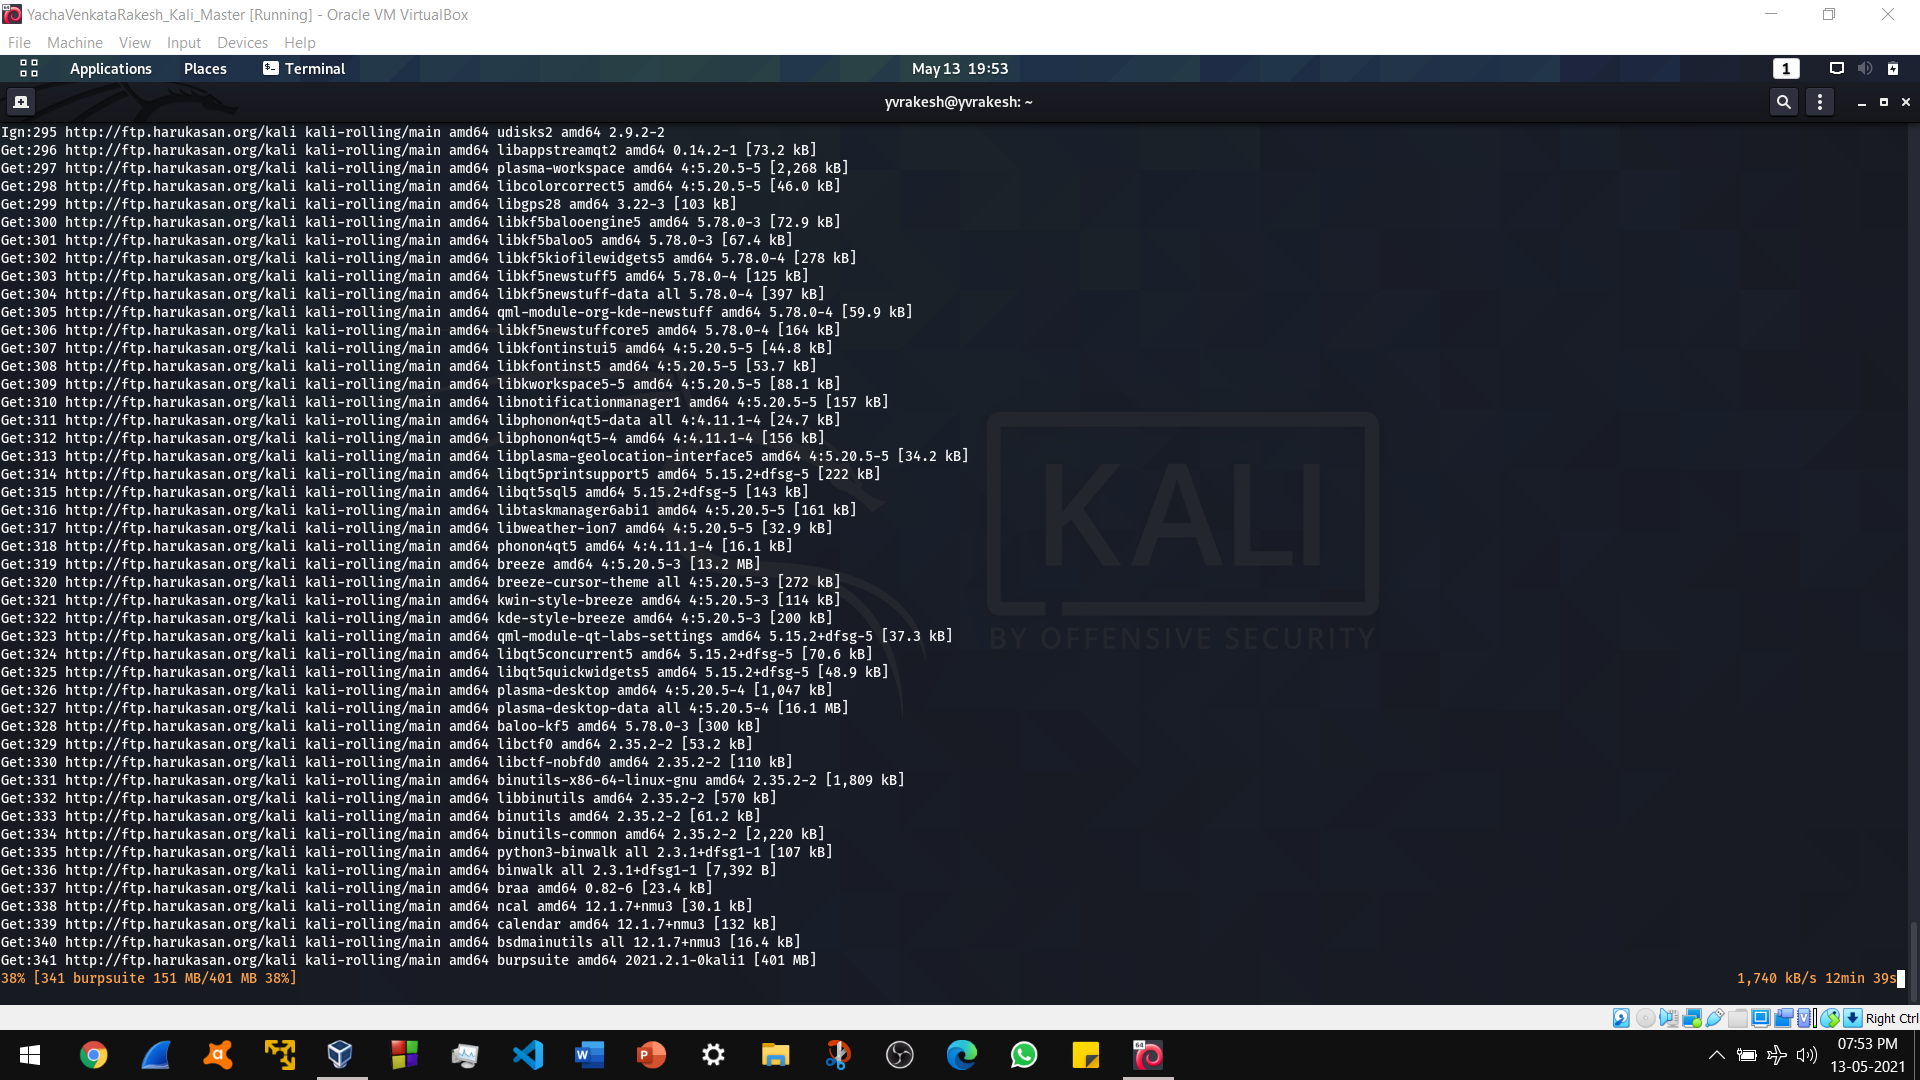 YachaVenkataRakesh_Kali_Master [Running] - Oracle VM VirtualBox
File Machine View Input Devices Help
Applications Places Terminal May 13 19:53 1
yvrakesh@yvrakesh: ~
Ign:295 http://ftp.harukasan.org/kali kali-rolling/main amd64 udisks2 amd64 2.9.2-2
Get:296 http://ftp.harukasan.org/kali kali-rolling/main amd64 libappstreamqt2 amd64 0.14.2-1 [73.2 kB]
Get:297 http://ftp.harukasan.org/kali kali-rolling/main amd64 plasma-workspace amd64 4:5.20.5-5 [2,268 kB]
Get:298 http://ftp.harukasan.org/kali kali-rolling/main amd64 libcolorcorrect5 amd64 4:5.20.5-5 [46.0 kB]
Get:299 http://ftp.harukasan.org/kali kali-rolling/main amd64 libgps28 amd64 3.22-3 [103 kB]
Get:300 http://ftp.harukasan.org/kali kali-rolling/main amd64 libkf5balooengine5 amd64 5.78.0-3 [72.9 kB]
Get:301 http://ftp.harukasan.org/kali kali-rolling/main amd64 libkf5baloo5 amd64 5.78.0-3 [67.4 kB]
Get:302 http://ftp.harukasan.org/kali kali-rolling/main amd64 libkf5kiofilewidgets5 amd64 5.78.0-4 [278 kB]
Get:303 http://ftp.harukasan.org/kali kali-rolling/main amd64 libkf5newstuff5 amd64 5.78.0-4 [125 kB]
Get:304 http://ftp.harukasan.org/kali kali-rolling/main amd64 libkf5newstuff-data all 5.78.0-4 [397 kB]
Get:305 http://ftp.harukasan.org/kali kali-rolling/main amd64 qml-module-org-kde-newstuff amd64 5.78.0-4 [59.9 kB]
Get:306 http://ftp.harukasan.org/kali kali-rolling/main amd64 libkf5newstuffcore5 amd64 5.78.0-4 [164 kB]
Get:307 http://ftp.harukasan.org/kali kali-rolling/main amd64 libkfontinstui5 amd64 4:5.20.5-5 [44.8 kB]
Get:308 http://ftp.harukasan.org/kali kali-rolling/main amd64 libkfontinst5 amd64 4:5.20.5-5 [53.7 kB]
Get:309 http://ftp.harukasan.org/kali kali-rolling/main amd64 libkworkspace5-5 amd64 4:5.20.5-5 [88.1 kB]
Get:310 http://ftp.harukasan.org/kali kali-rolling/main amd64 libnotificationmanager1 amd64 4:5.20.5-5 [157 kB]
Get:311 http://ftp.harukasan.org/kali kali-rolling/main amd64 libphonon4qt5-data all 4:4.11.1-4 [24.7 kB]
Get:312 http://ftp.harukasan.org/kali kali-rolling/main amd64 libphonon4qt5-4 amd64 4:4.11.1-4 [156 kB]
Get:313 http://ftp.harukasan.org/kali kali-rolling/main amd64 libplasma-geolocation-interface5 amd64 4:5.20.5-5 [34.2 kB]
Get:314 http://ftp.harukasan.org/kali kali-rolling/main amd64 libqt5printsupport5 amd64 5.15.2+dfsg-5 [222 kB]
Get:315 http://ftp.harukasan.org/kali kali-rolling/main amd64 libqt5sql5 amd64 5.15.2+dfsg-5 [143 kB]
Get:316 http://ftp.harukasan.org/kali kali-rolling/main amd64 libtaskmanager6abi1 amd64 4:5.20.5-5 [161 kB]
Get:317 http://ftp.harukasan.org/kali kali-rolling/main amd64 libweather-ion7 amd64 4:5.20.5-5 [32.9 kB]
Get:318 http://ftp.harukasan.org/kali kali-rolling/main amd64 phonon4qt5 amd64 4:4.11.1-4 [16.1 kB]
Get:319 http://ftp.harukasan.org/kali kali-rolling/main amd64 breeze amd64 4:5.20.5-3 [13.2 MB]
Get:320 http://ftp.harukasan.org/kali kali-rolling/main amd64 breeze-cursor-theme all 4:5.20.5-3 [272 kB]
Get:321 http://ftp.harukasan.org/kali kali-rolling/main amd64 kwin-style-breeze amd64 4:5.20.5-3 [114 kB]
Get:322 http://ftp.harukasan.org/kali kali-rolling/main amd64 kde-style-breeze amd64 4:5.20.5-3 [200 kB]
Get:323 http://ftp.harukasan.org/kali kali-rolling/main amd64 qml-module-qt-labs-settings amd64 5.15.2+dfsg-5 [37.3 kB]
Get:324 http://ftp.harukasan.org/kali kali-rolling/main amd64 libqt5concurrent5 amd64 5.15.2+dfsg-5 [70.6 kB]
Get:325 http://ftp.harukasan.org/kali kali-rolling/main amd64 libqt5quickwidgets5 amd64 5.15.2+dfsg-5 [48.9 kB]
Get:326 http://ftp.harukasan.org/kali kali-rolling/main amd64 plasma-desktop amd64 4:5.20.5-4 [1,047 kB]
Get:327 http://ftp.harukasan.org/kali kali-rolling/main amd64 plasma-desktop-data all 4:5.20.5-4 [16.1 MB]
Get:328 http://ftp.harukasan.org/kali kali-rolling/main amd64 baloo-kf5 amd64 5.78.0-3 [300 kB]
Get:329 http://ftp.harukasan.org/kali kali-rolling/main amd64 libctf0 amd64 2.35.2-2 [53.2 kB]
Get:330 http://ftp.harukasan.org/kali kali-rolling/main amd64 libctf-nobfd0 amd64 2.35.2-2 [110 kB]
Get:331 http://ftp.harukasan.org/kali kali-rolling/main amd64 binutils-x86-64-linux-gnu amd64 2.35.2-2 [1,809 kB]
Get:332 http://ftp.harukasan.org/kali kali-rolling/main amd64 libbinutils amd64 2.35.2-2 [570 kB]
Get:333 http://ftp.harukasan.org/kali kali-rolling/main amd64 binutils amd64 2.35.2-2 [61.2 kB]
Get:334 http://ftp.harukasan.org/kali kali-rolling/main amd64 binutils-common amd64 2.35.2-2 [2,220 kB]
Get:335 http://ftp.harukasan.org/kali kali-rolling/main amd64 python3-binwalk all 2.3.1+dfsg1-1 [107 kB]
Get:336 http://ftp.harukasan.org/kali kali-rolling/main amd64 binwalk all 2.3.1+dfsg1-1 [7,392 B]
Get:337 http://ftp.harukasan.org/kali kali-rolling/main amd64 braa amd64 0.82-6 [23.4 kB]
Get:338 http://ftp.harukasan.org/kali kali-rolling/main amd64 ncal amd64 12.1.7+nmu3 [30.1 kB]
Get:339 http://ftp.harukasan.org/kali kali-rolling/main amd64 calendar amd64 12.1.7+nmu3 [132 kB]
Get:340 http://ftp.harukasan.org/kali kali-rolling/main amd64 bsdmainutils all 12.1.7+nmu3 [16.4 kB]
Get:341 http://ftp.harukasan.org/kali kali-rolling/main amd64 burpsuite amd64 2021.2.1-0kali1 [401 MB]
38% [341 burpsuite 151 MB/401 MB 38%] 1,740 kB/s 12min 39s
KALI
BY OFFENSIVE SECURITY
Right Ctrl
07:53 PM
13-05-2021